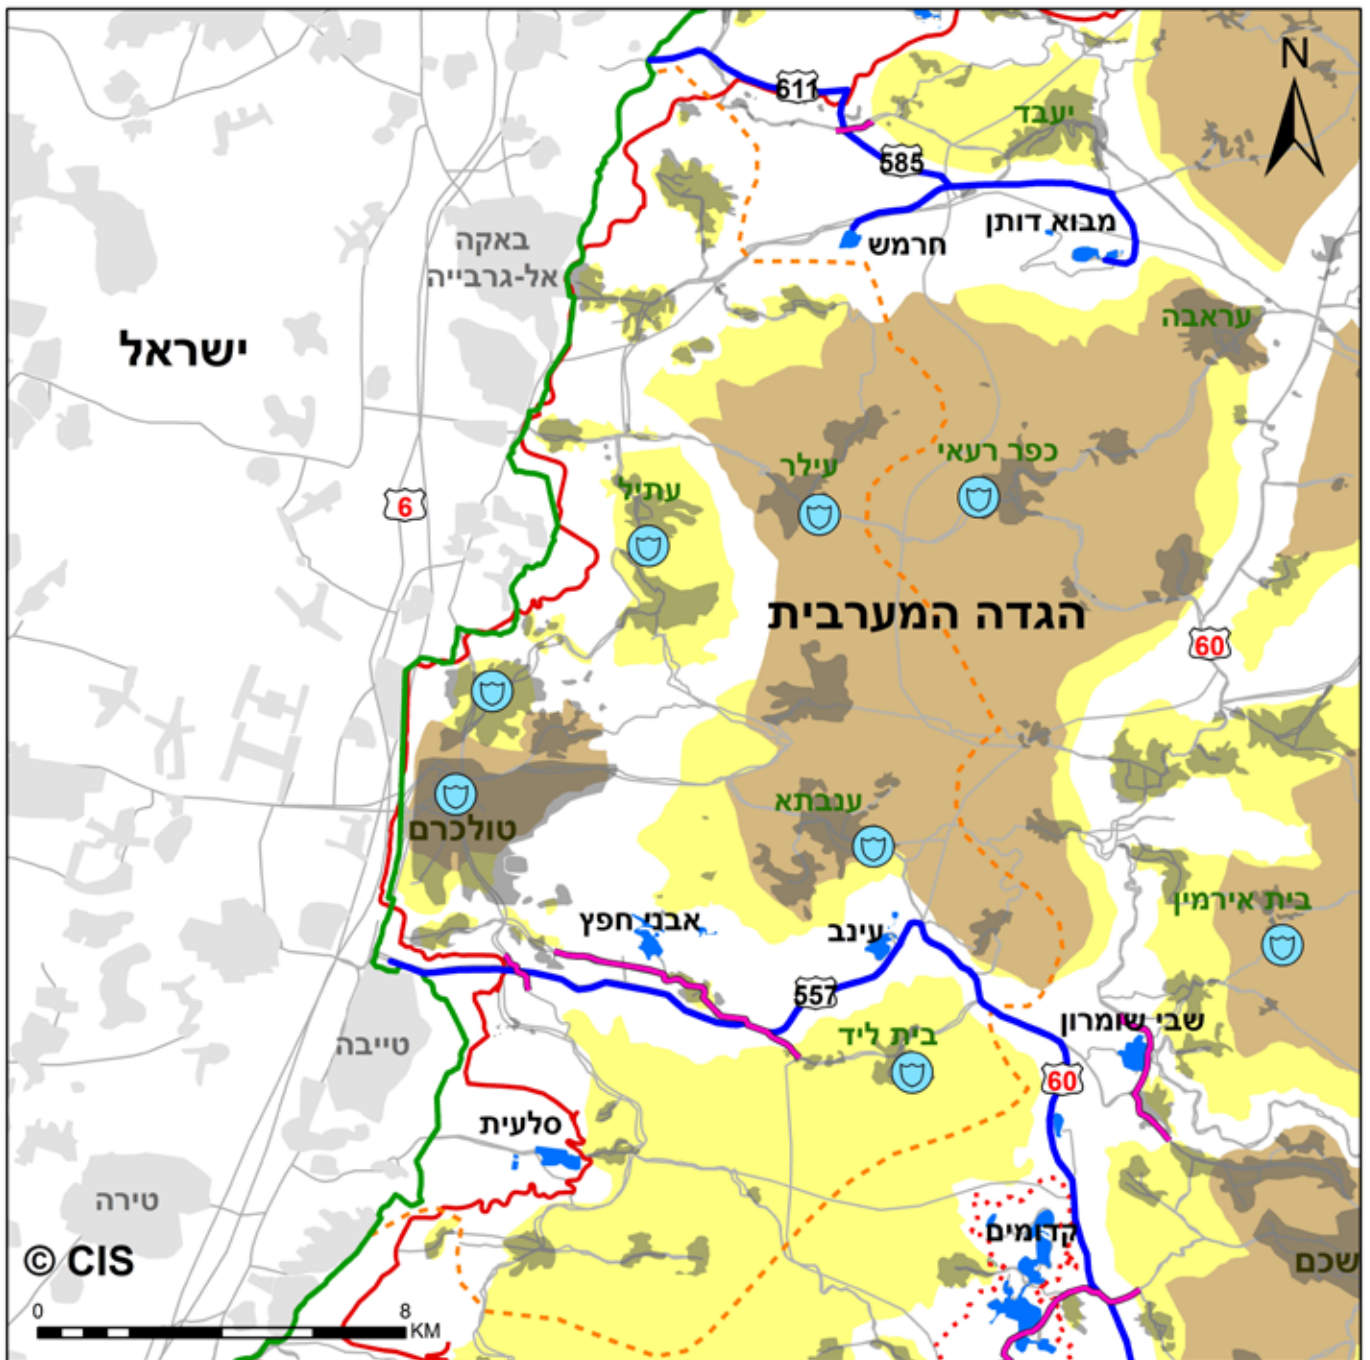 N
611
יעבד
585
מבוא דותן
חרמש
באקה
אל-גרבייה
עראבה
ישראל
כפר רעאי
עילר
עתיל
6
הגדה המערבית
60
ענבתא
טולכרם
בית אירמין
אבני חפץ
עינב
557
שבי שומרון
בית ליד
טייבה
60
סלעית
טירה
קדומים
שכם
© CIS
0 8
KM